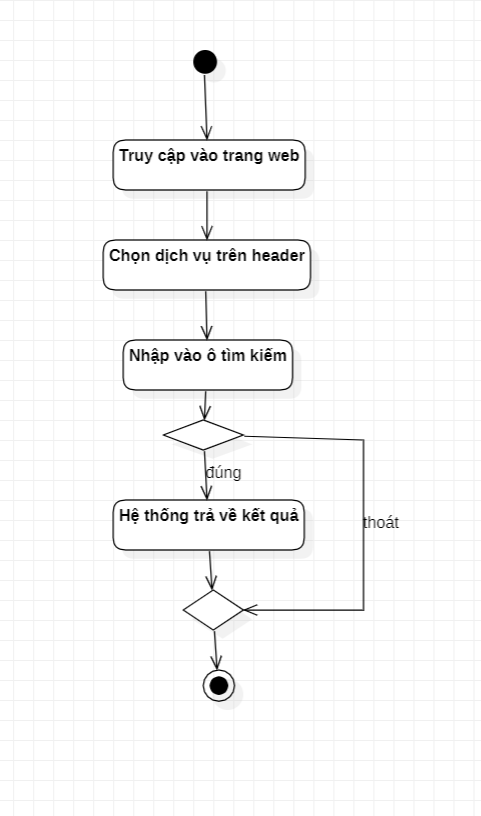 Truy cập vào trang web
Chọn dịch vụ trên header
Nhập vào ô tìm kiếm
đúng
Hệ thống trả về kết quả
thoát